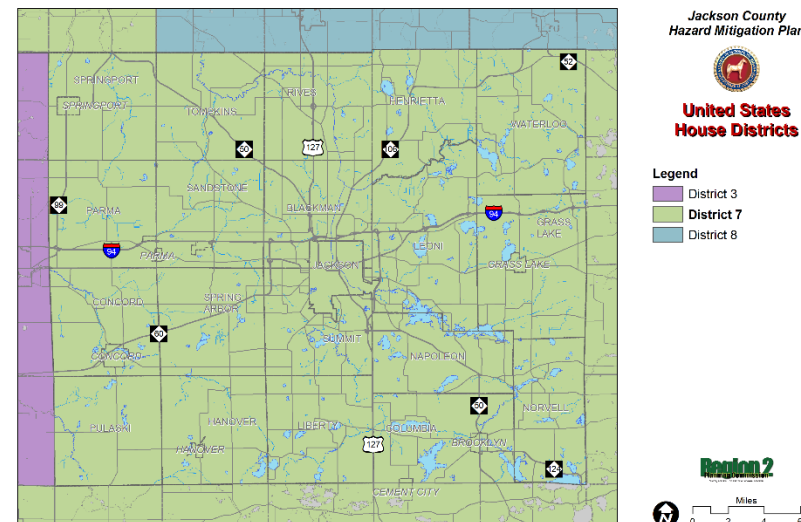 Jackson County
Hazard Mitigation Plan
United States
House Districts
Legend
District 3
District 7
District 8
Region 2
Miles
N
0 2 4
52
SPRINGPORT
RIVES
HENRIETTA
SPRINGPORT
TOMPKINS
WATERLOO
50
127
106
SANDSTONE
99
PARMA
BLACKMAN
94
GRASS
LAKE
94
LEONI
PARMA
JACKSON
GRASS LAKE
CONCORD
SPRING
ARBOR
60
SUMMIT
CONCORD
NAPOLEON
50
NORVELL
PULASKI
HANOVER
LIBERTY
COLUMBIA
HANOVER
127
BROOKLYN
124
CEMENT CITY